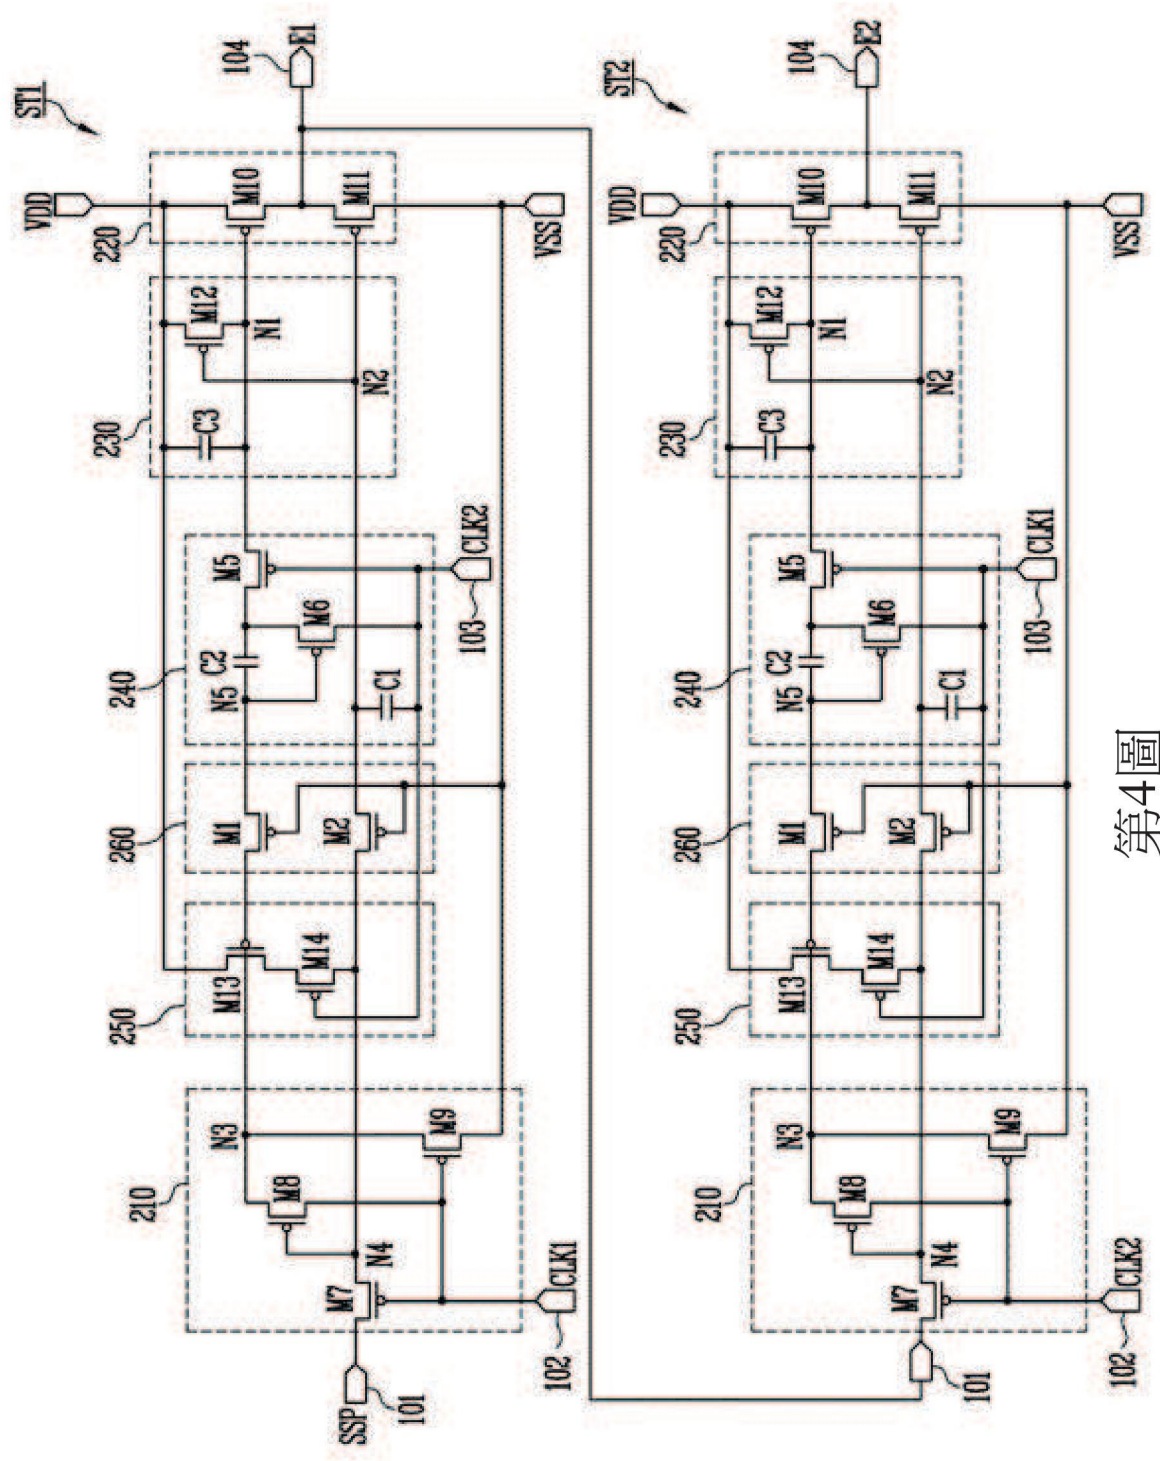 ST1
104
E1
VDD
220
M10
M11
VSS
230
M12
N1
N2
C3
240
M5
M6
C2
N5
C1
103
CLK2
260
M1
M2
250
M13
M14
210
N3
M9
M8
N4
M7
102
CLK1
SSP
101
ST2
104
E2
VDD
220
M10
M11
VSS
230
M12
N1
N2
C3
240
M5
M6
C2
N5
C1
103
CLK1
260
M1
M2
250
M13
M14
210
N3
M9
M8
N4
M7
102
CLK2
101
第4圖